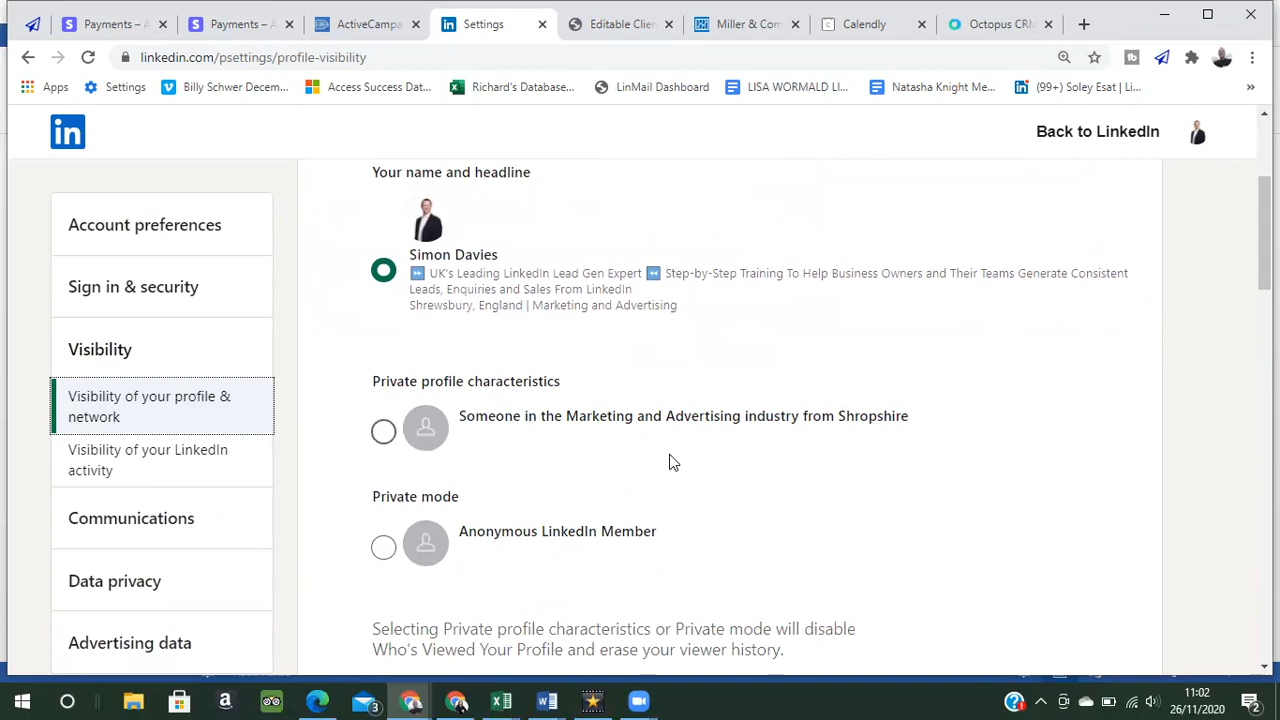 Payments – A
Payments – A
ActiveCampa
Settings
Editable Clie
Miller & Com
Calendly
Octopus CRM
linkedin.com/psettings/profile-visibility
Apps
Settings
Billy Schwer Decem...
Access Success Dat...
Richard's Database...
LinMail Dashboard
LISA WORMALD LI...
Natasha Knight Me...
(99+) Soley Esat | Li...
in
Back to LinkedIn
Account preferences
Sign in & security
Visibility
Visibility of your profile &
network
Visibility of your LinkedIn
activity
Communications
Data privacy
Advertising data
Your name and headline
Simon Davies
⏩ UK's Leading LinkedIn Lead Gen Expert ⏪ Step-by-Step Training To Help Business Owners and Their Teams Generate Consistent
Leads, Enquiries and Sales From LinkedIn
Shrewsbury, England | Marketing and Advertising
Private profile characteristics
Someone in the Marketing and Advertising industry from Shropshire
Private mode
Anonymous LinkedIn Member
Selecting Private profile characteristics or Private mode will disable
Who's Viewed Your Profile and erase your viewer history.
3
11:02
26/11/2020
2